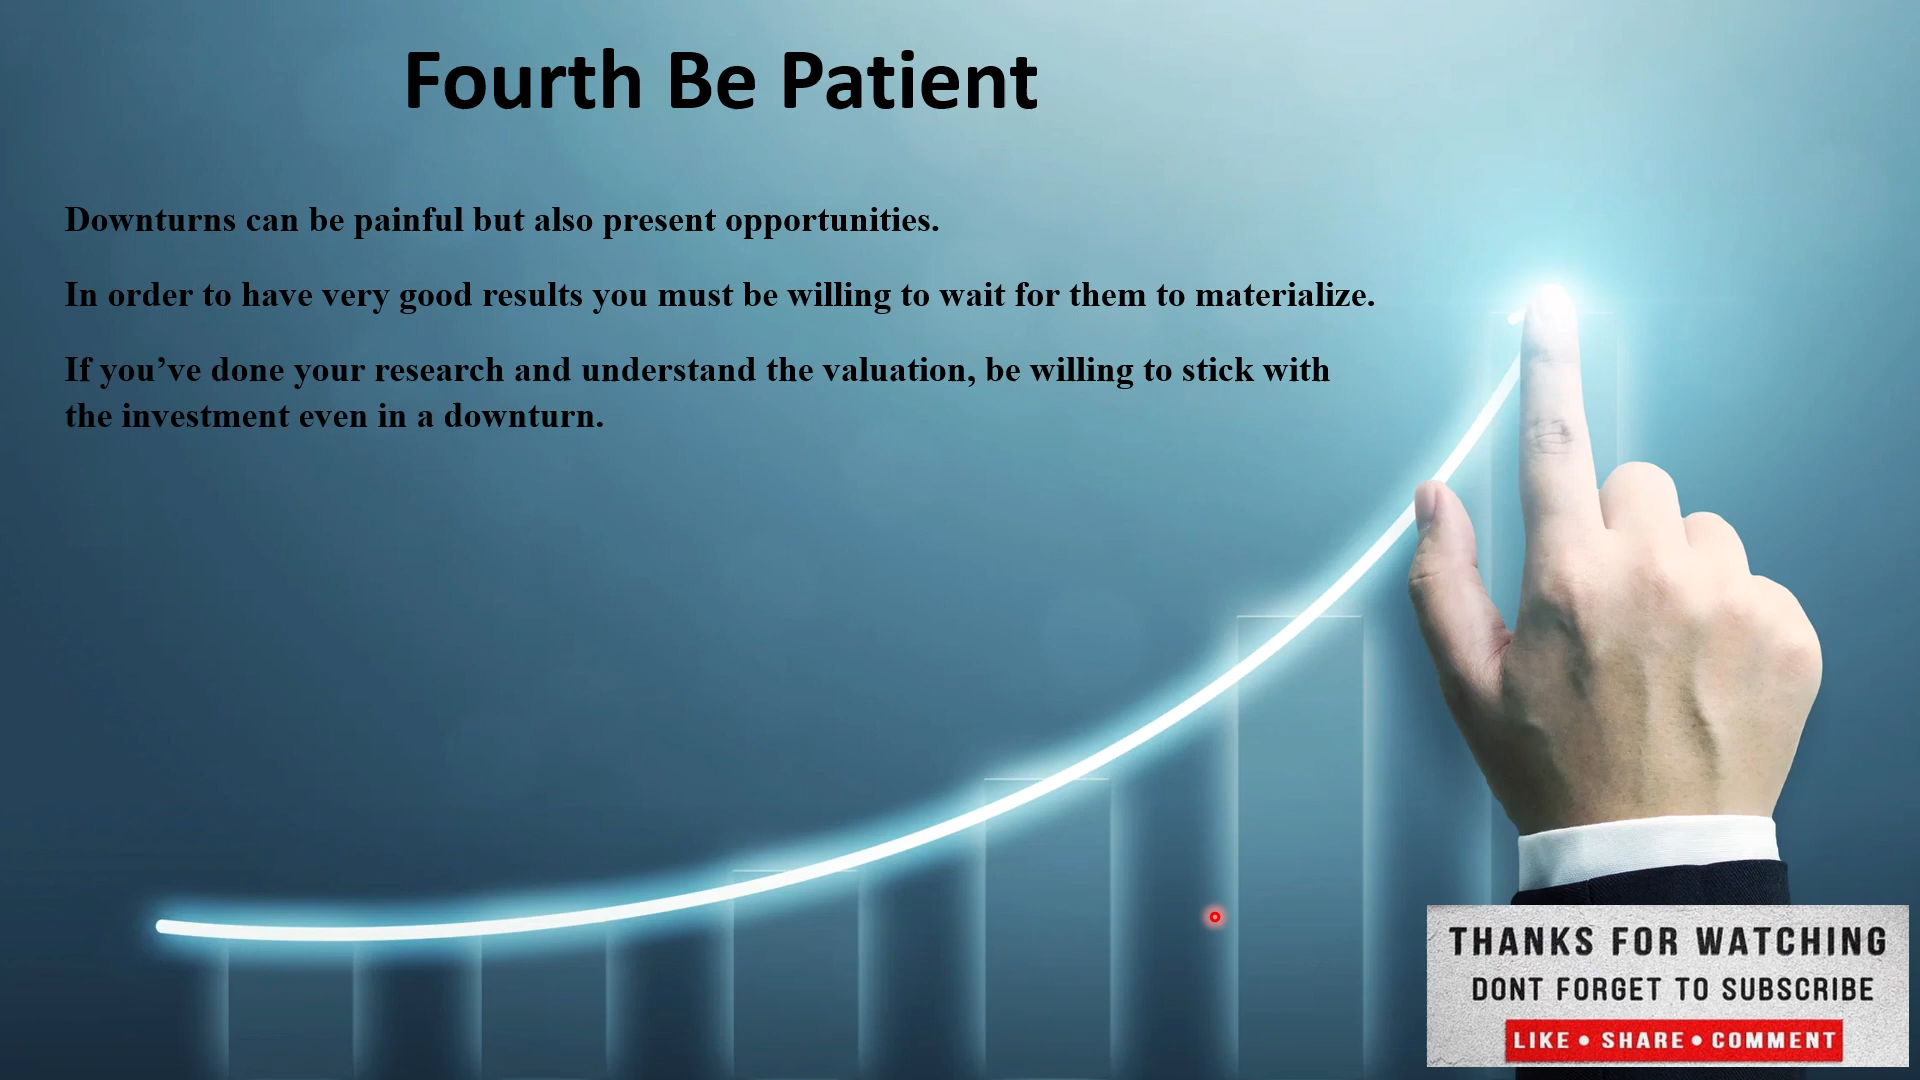 Fourth Be Patient
Downturns can be painful but also present opportunities.
In order to have very good results you must be willing to wait for them to materialize.
If you’ve done your research and understand the valuation, be willing to stick with
the investment even in a downturn.
THANKS FOR WATCHING
DONT FORGET TO SUBSCRIBE
LIKE • SHARE • COMMENT